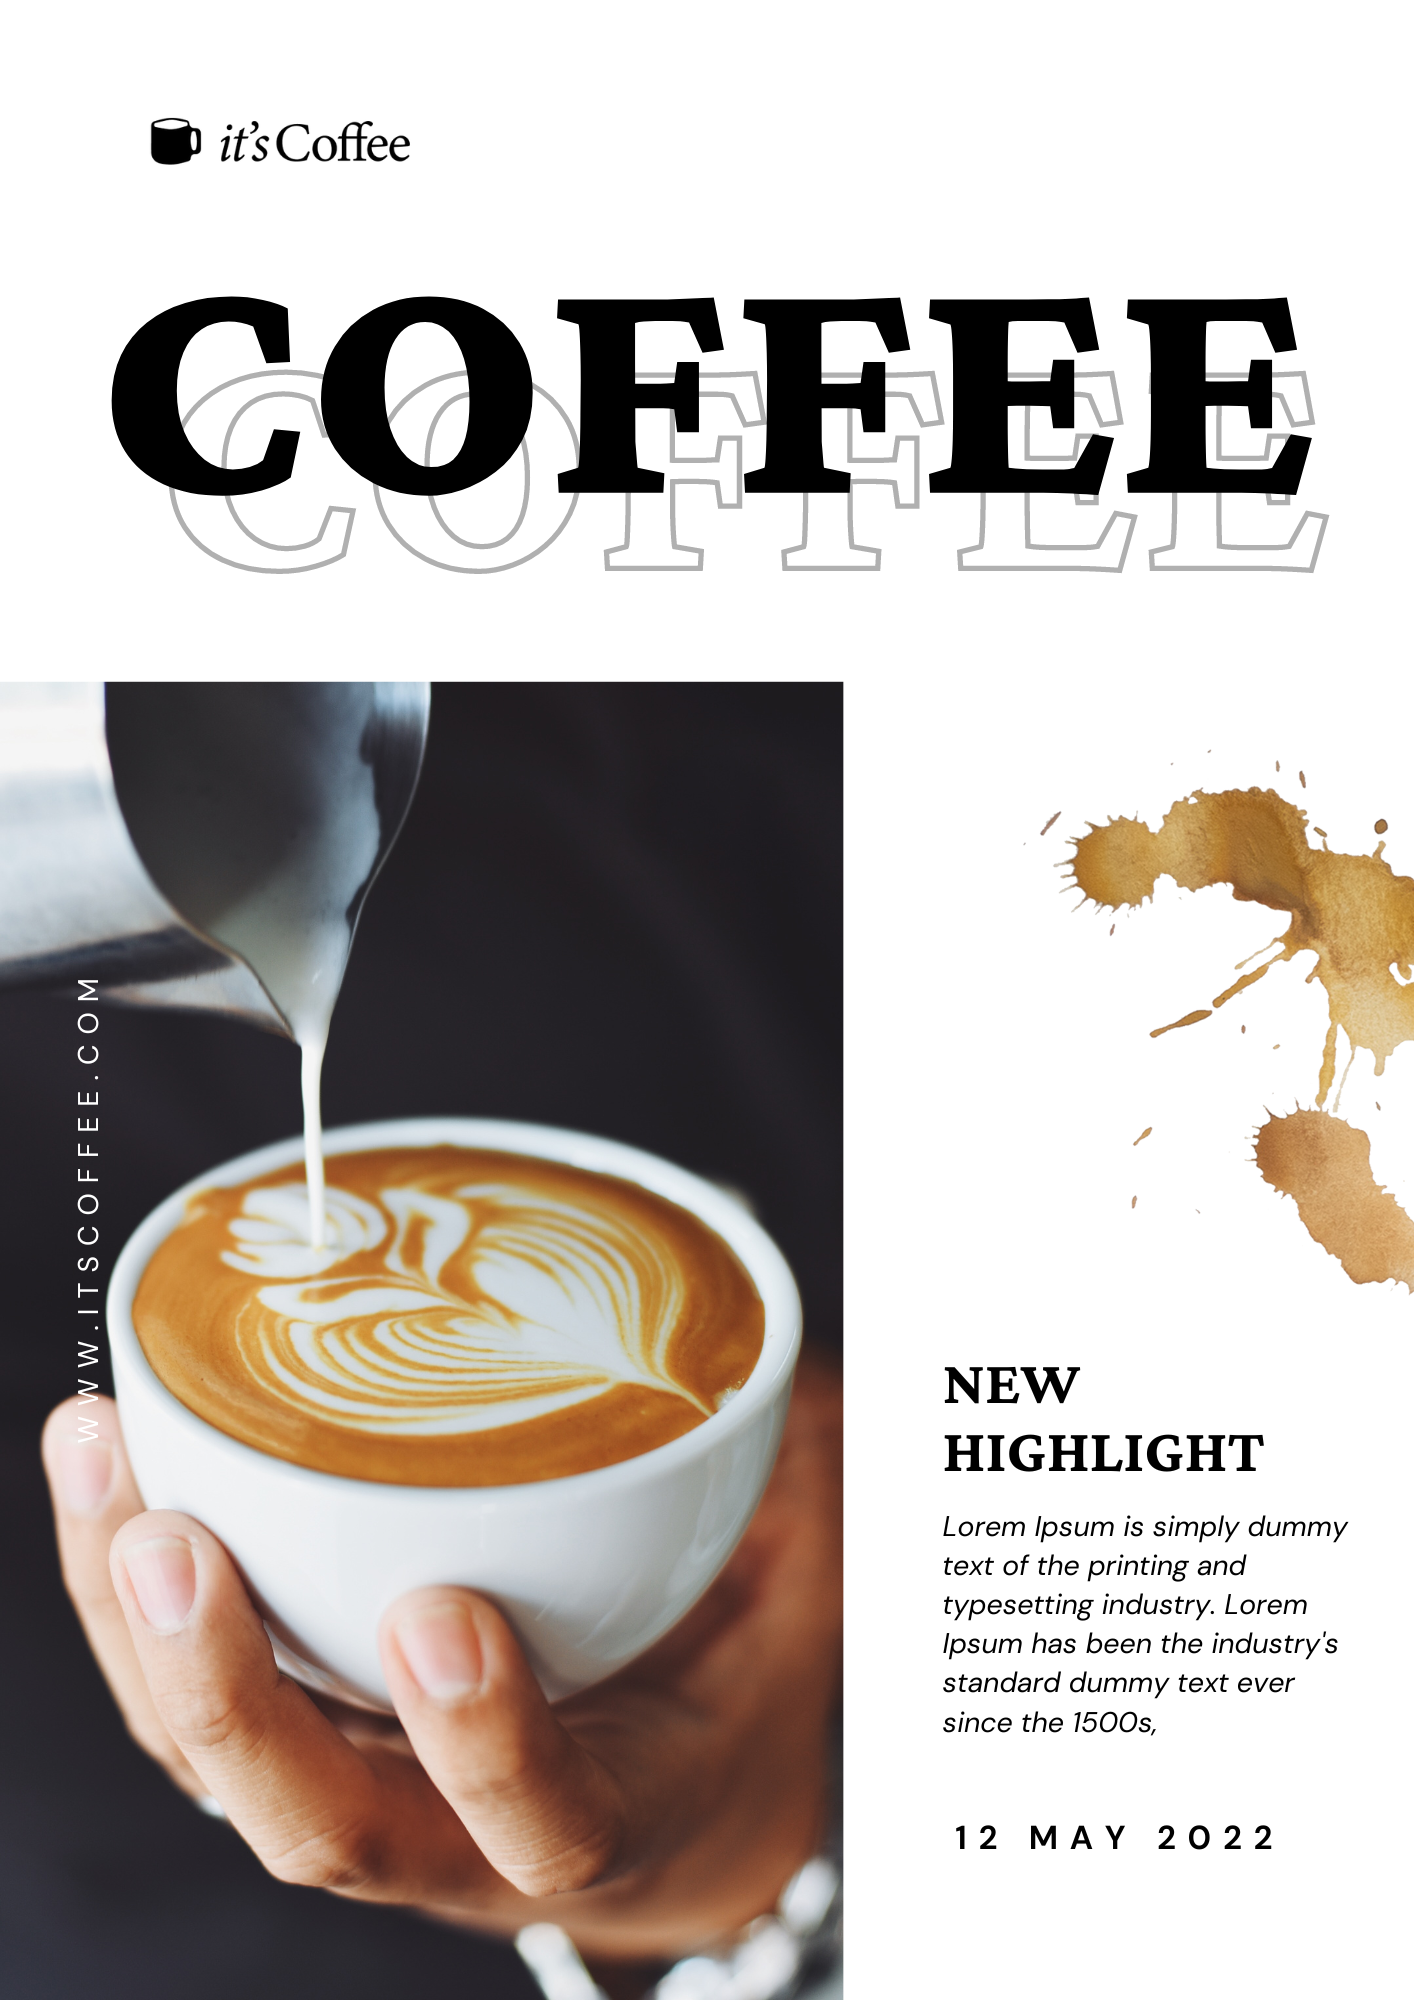 it's Coffee
COFFEE
COFFEE
WWW.ITSCOFFEE.COM
NEW
HIGHLIGHT
Lorem Ipsum is simply dummy
text of the printing and
typesetting industry. Lorem
Ipsum has been the industry's
standard dummy text ever
since the 1500s,
12 MAY 2022